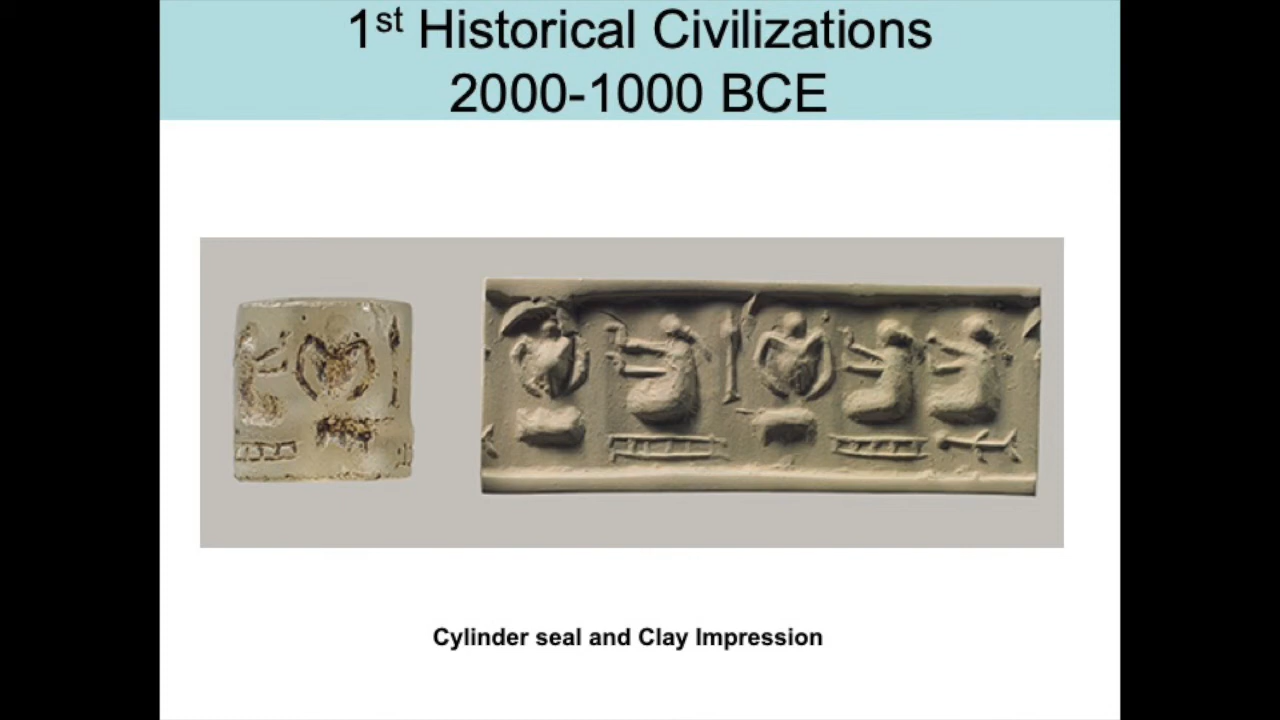 1st Historical Civilizations
2000-1000 BCE
Cylinder seal and Clay Impression